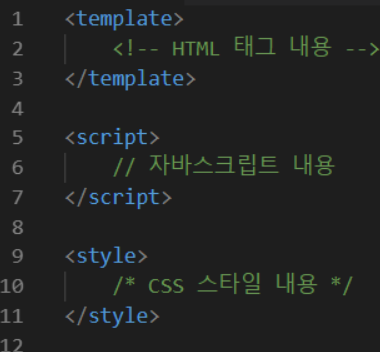 1 <template>
2 <!-- HTML 태그 내용 -->
3 </template>
4
5 <script>
6 // 자바스크립트 내용
7 </script>
8
9 <style>
10 /* CSS 스타일 내용 */
11 </style>
12